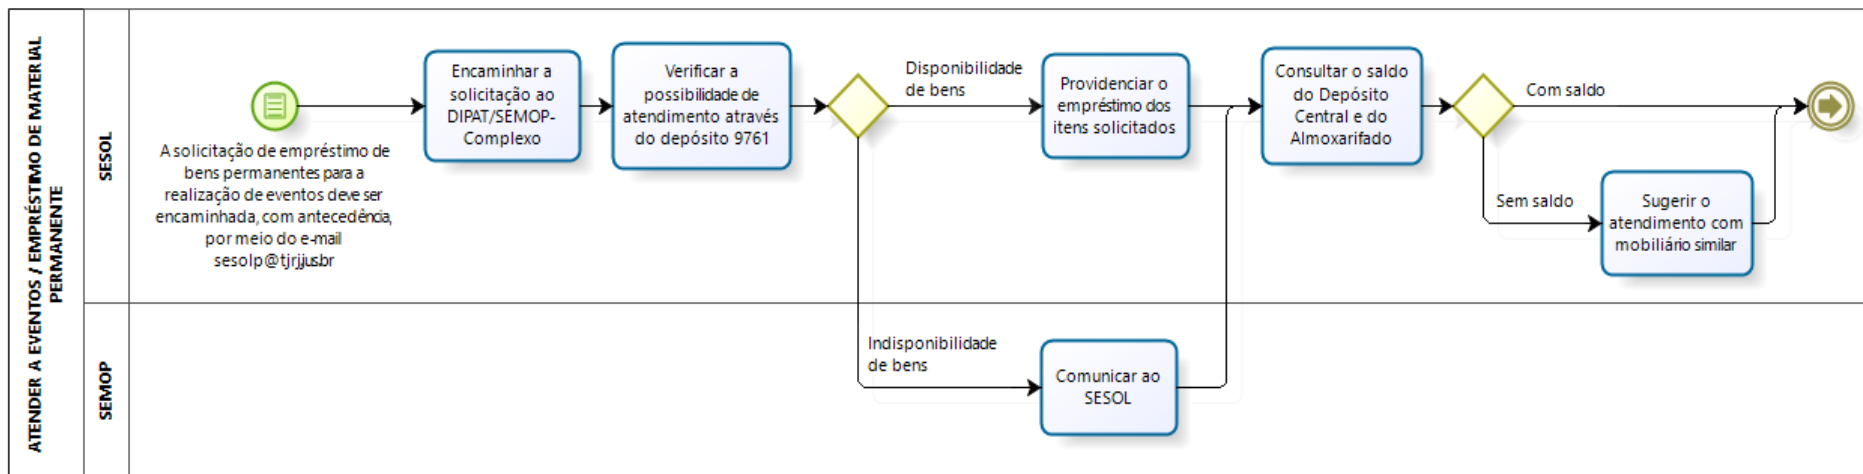 ATENDER A EVENTOS / EMPRÉSTIMO DE MATERIAL
PERMANENTE
SESOL
A solicitação de empréstimo de
bens permanentes para a
realização de eventos deve ser
encaminhada, com antecedência,
por meio do e-mail
sesolp@tjrj.jus.br
Encaminhar a
solicitação ao
DIPAT/SEMOP-
Complexo
Verificar a
possibilidade de
atendimento através
do depósito 9761
Disponibilidade
de bens
Providenciar o
empréstimo dos
itens solicitados
Consultar o saldo
do Depósito
Central e do
Almoxarifado
Com saldo
Sem saldo
Sugerir o
atendimento com
mobiliário similar
SEMOP
Indisponibilidade
de bens
Comunicar ao
SESOL